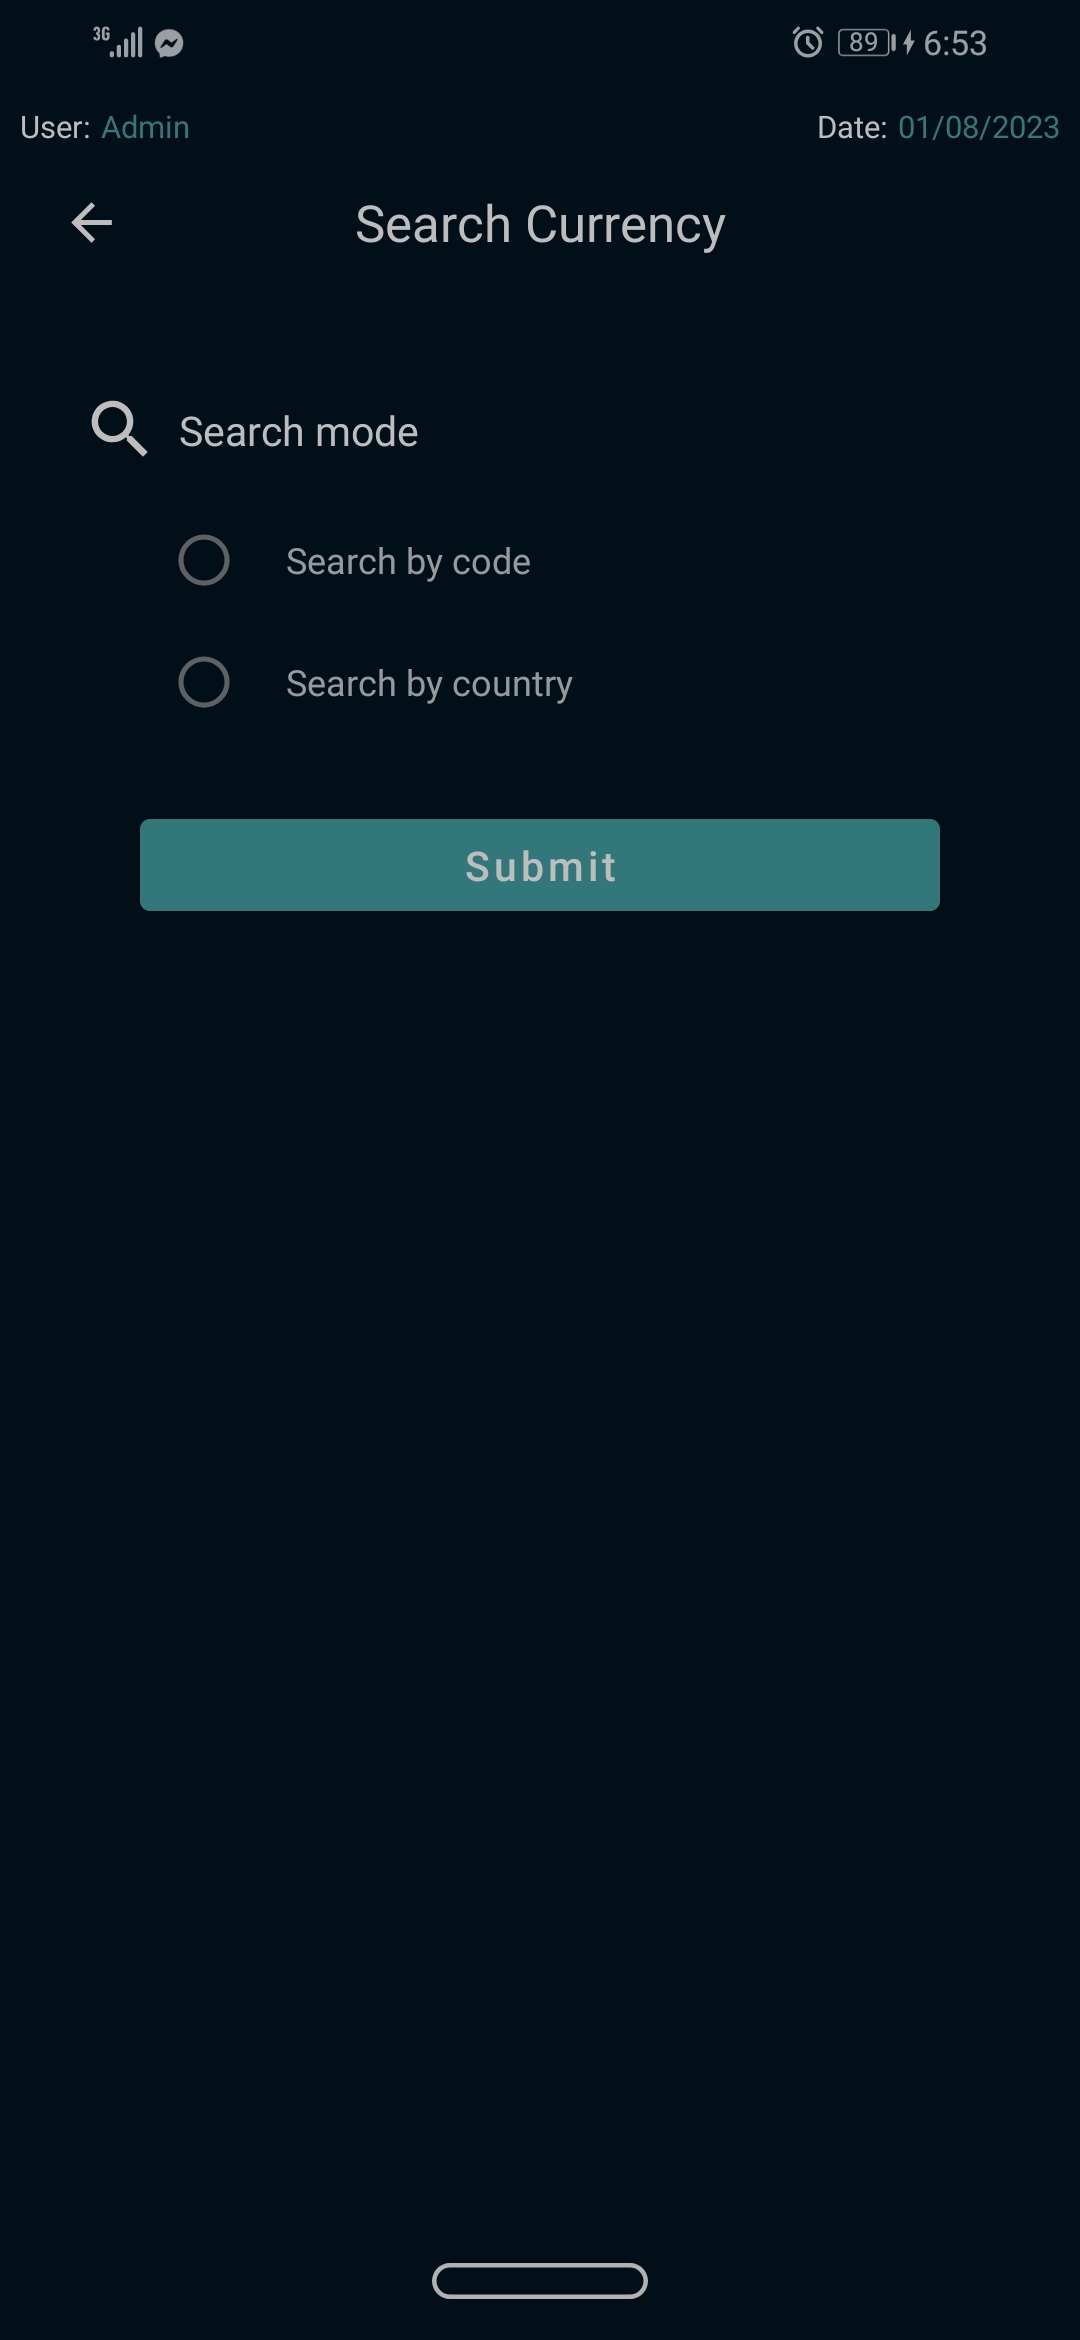 3G 89 6:53
User: Admin Date: 01/08/2023
Search Currency
Search mode
Search by code
Search by country
Submit